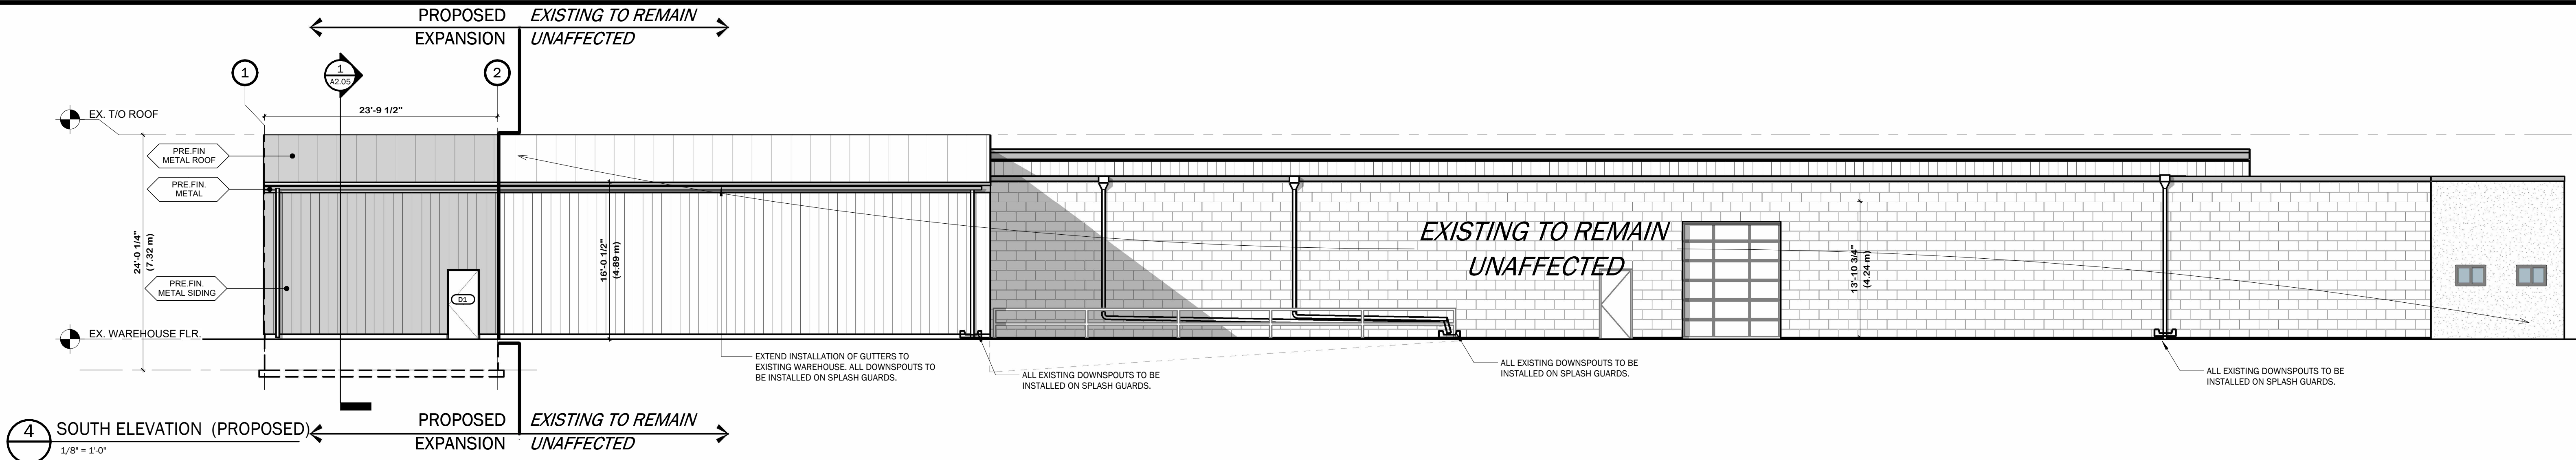 PROPOSED EXISTING TO REMAIN
EXPANSION UNAFFECTED
1
1
A2.05
2
23'-9 1/2"
EX. T/O ROOF
PRE.FIN
METAL ROOF
PRE.FIN.
METAL
24'-0 1/4"
(7.32 m)
16'-0 1/2"
(4.89 m)
EXISTING TO REMAIN
UNAFFECTED
13'-10 3/4"
(4.24 m)
PRE.FIN.
METAL SIDING
D1
EX. WAREHOUSE FLR.
EXTEND INSTALLATION OF GUTTERS TO
EXISTING WAREHOUSE. ALL DOWNSPOUTS TO
BE INSTALLED ON SPLASH GUARDS.
ALL EXISTING DOWNSPOUTS TO BE
INSTALLED ON SPLASH GUARDS.
ALL EXISTING DOWNSPOUTS TO BE
INSTALLED ON SPLASH GUARDS.
ALL EXISTING DOWNSPOUTS TO BE
INSTALLED ON SPLASH GUARDS.
PROPOSED EXISTING TO REMAIN
EXPANSION UNAFFECTED
4
SOUTH ELEVATION (PROPOSED)
1/8" = 1'-0"